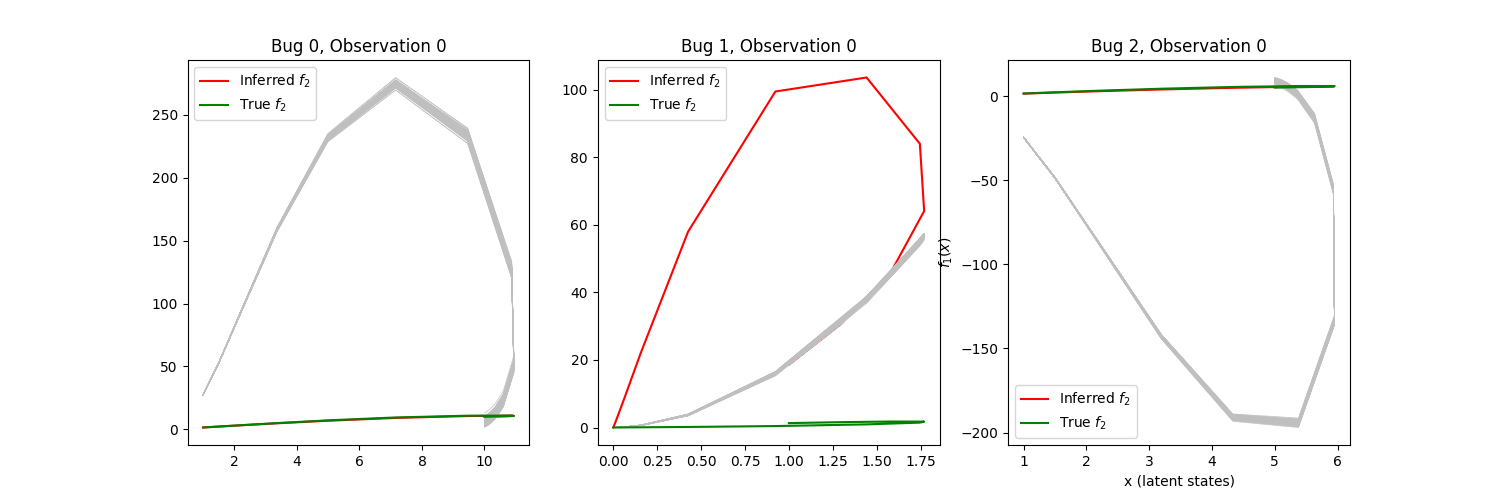 Bug 0, Observation 0
Inferred f₂
True f₂
250
200
150
100
50
0
2 4 6 8 10
Bug 1, Observation 0
Inferred f₂
True f₂
100
80
60
40
20
0
0.00 0.25 0.50 0.75 1.00 1.25 1.50 1.75
Bug 2, Observation 0
f₁(x)
0
−50
−100
−150
−200
Inferred f₂
True f₂
1 2 3 4 5 6
x (latent states)